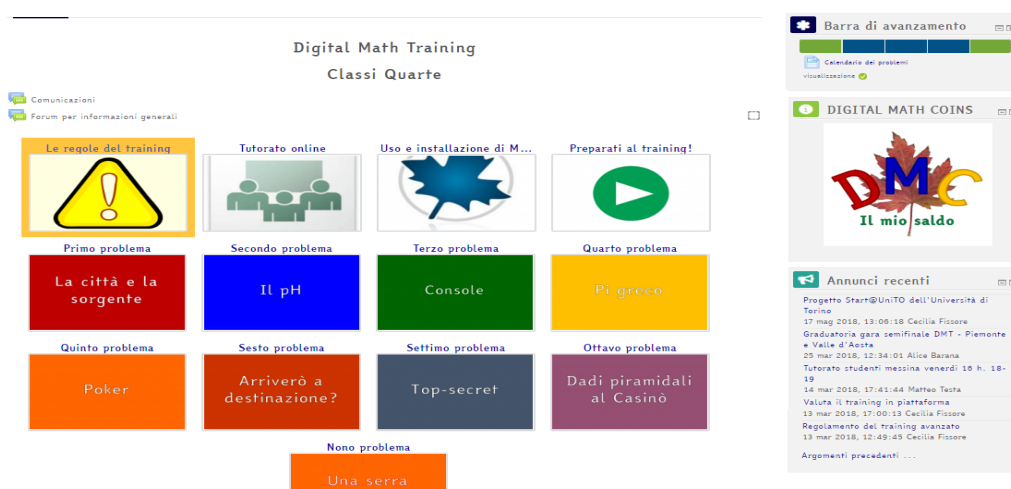 Digital Math Training
Classi Quarte
Comunicazioni
Forum per informazioni generali
Le regole del training
Tutorato online
Uso e installazione di M...
Preparati al training!
Primo problema
Secondo problema
Terzo problema
Quarto problema
La città e la
sorgente
Il pH
Console
Pi greco
Quinto problema
Sesto problema
Settimo problema
Ottavo problema
Poker
Arriverò a
destinazione?
Top-secret
Dadi piramidali
al Casinò
Nono problema
Una serra
Barra di avanzamento
Calendario dei problemi
visualizzazione
DIGITAL MATH COINS
DMC
Il mio saldo
Annunci recenti
Progetto Start@UniTO dell'Università di
Torino
17 mag 2018, 13:06:18 Cecilia Fissore
Graduatoria gara semifinale DMT - Piemonte
e Valle d'Aosta
25 mar 2018, 12:34:01 Alice Barana
Tutorato studenti messina venerdì 16 h. 18-
19
14 mar 2018, 17:41:44 Matteo Testa
Valuta il training in piattaforma
13 mar 2018, 17:00:13 Cecilia Fissore
Regolamento del training avanzato
13 mar 2018, 12:49:45 Cecilia Fissore
Argomenti precedenti ...